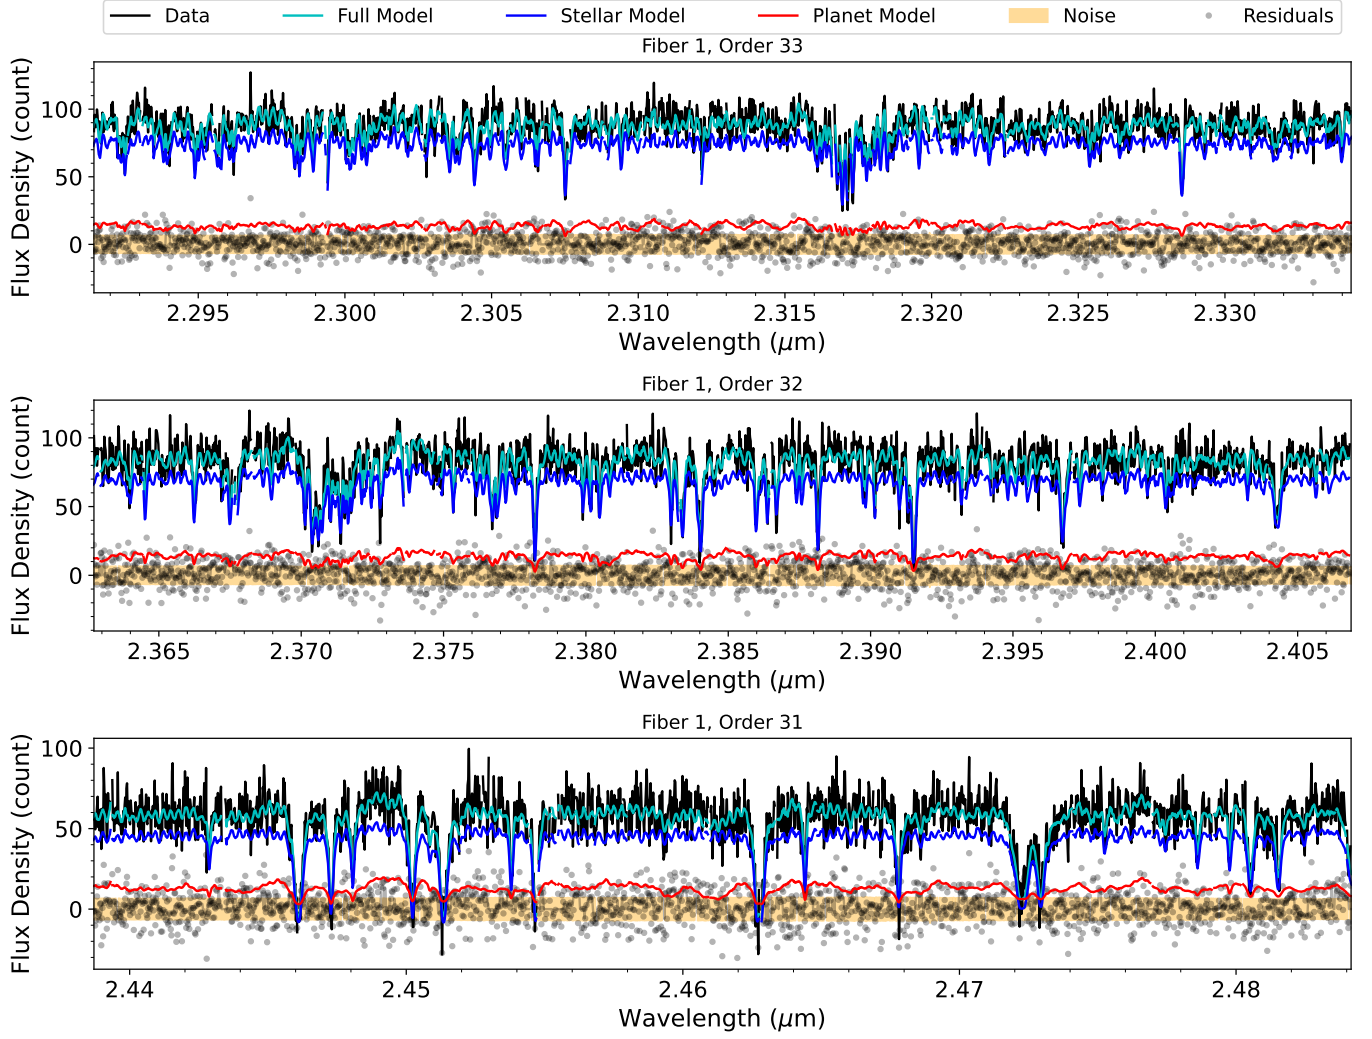 Data Full Model Stellar Model Planet Model Noise Residuals
Fiber 1, Order 33
Flux Density (count)
100
50
0
2.295 2.300 2.305 2.310 2.315 2.320 2.325 2.330
Wavelength (μm)
Fiber 1, Order 32
Flux Density (count)
100
50
0
2.365 2.370 2.375 2.380 2.385 2.390 2.395 2.400 2.405
Wavelength (μm)
Fiber 1, Order 31
Flux Density (count)
100
50
0
2.44 2.45 2.46 2.47 2.48
Wavelength (μm)